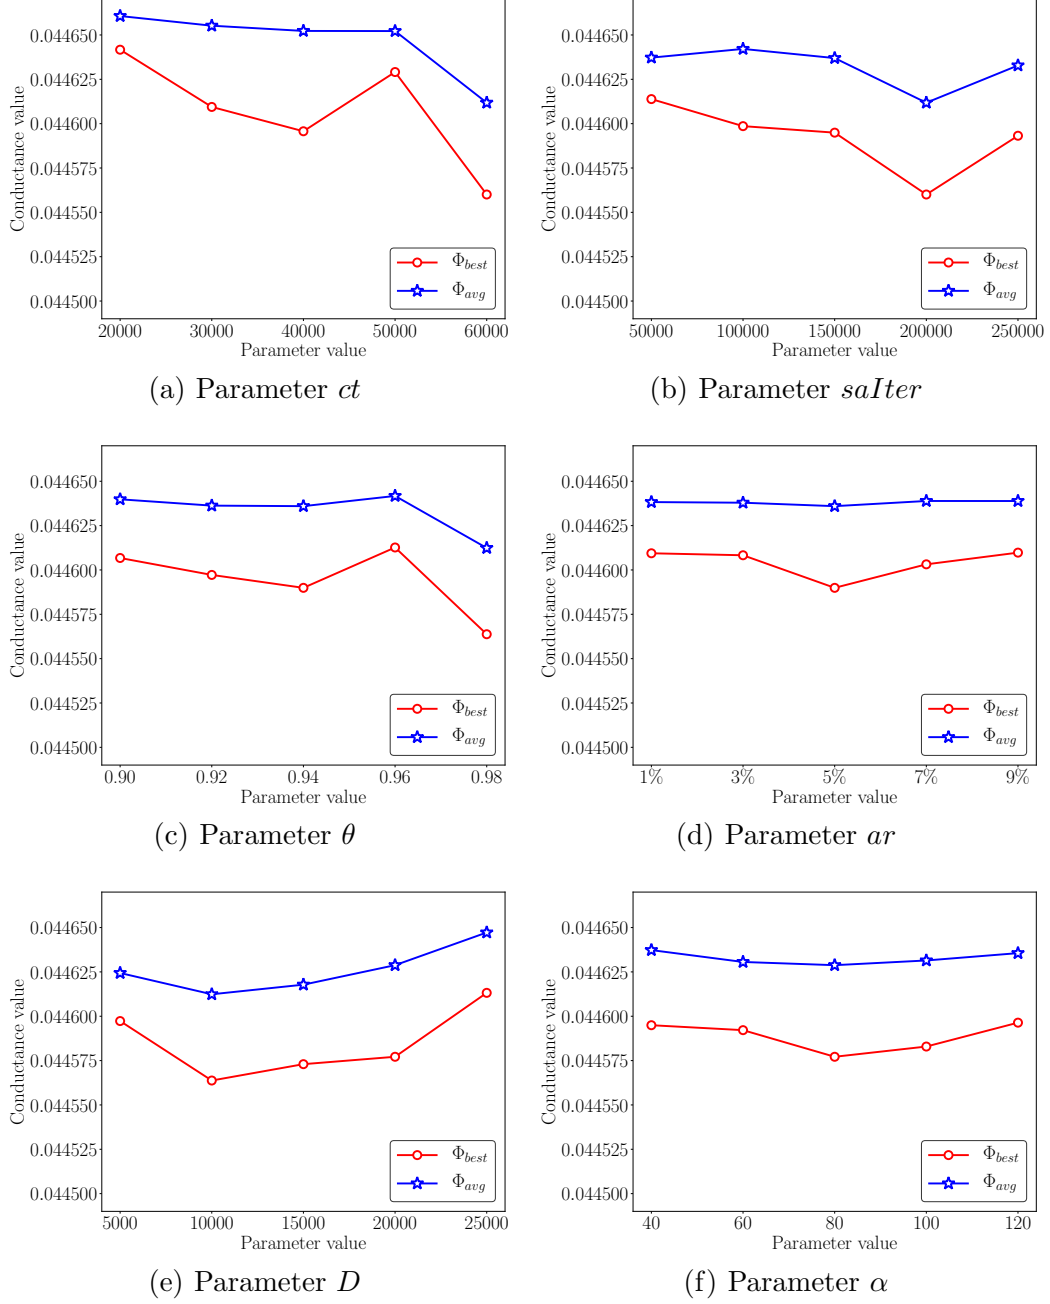 0.044650
0.044625
0.044600
0.044575
0.044550
0.044525
0.044500
Conductance value
Φbest
Φavg
20000 30000 40000 50000 60000
Parameter value
(a) Parameter ct
0.044650
0.044625
0.044600
0.044575
0.044550
0.044525
0.044500
Conductance value
Φbest
Φavg
50000 100000 150000 200000 250000
Parameter value
(b) Parameter saIter
0.044650
0.044625
0.044600
0.044575
0.044550
0.044525
0.044500
Conductance value
Φbest
Φavg
0.90 0.92 0.94 0.96 0.98
Parameter value
(c) Parameter θ
0.044650
0.044625
0.044600
0.044575
0.044550
0.044525
0.044500
Conductance value
Φbest
Φavg
1% 3% 5% 7% 9%
Parameter value
(d) Parameter ar
0.044650
0.044625
0.044600
0.044575
0.044550
0.044525
0.044500
Conductance value
Φbest
Φavg
5000 10000 15000 20000 25000
Parameter value
(e) Parameter D
0.044650
0.044625
0.044600
0.044575
0.044550
0.044525
0.044500
Conductance value
Φbest
Φavg
40 60 80 100 120
Parameter value
(f) Parameter α